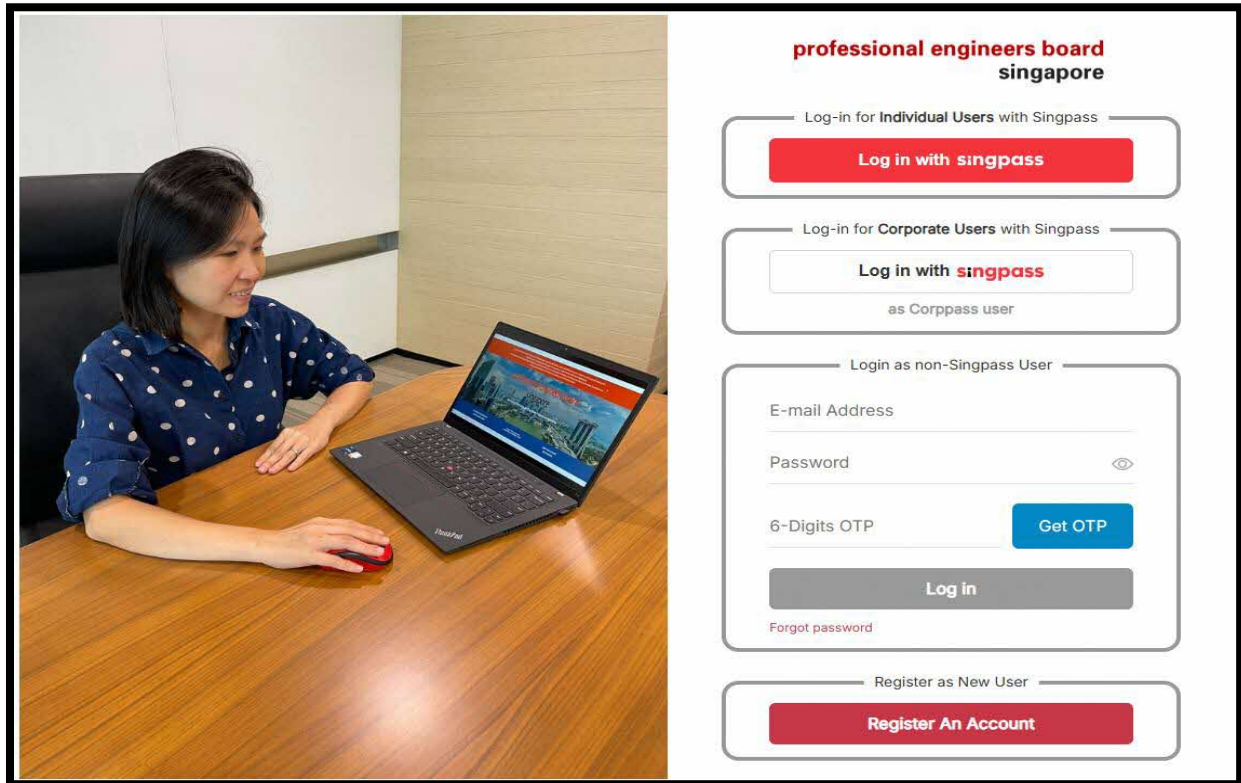 professional engineers board
singapore
Log-in for Individual Users with Singpass
Log in with singpass
Log-in for Corporate Users with Singpass
Log in with singpass
as Corppass user
Login as non-Singpass User
E-mail Address
Password
6-Digits OTP
Get OTP
Log in
Forgot password
Register as New User
Register An Account
ThinkPad